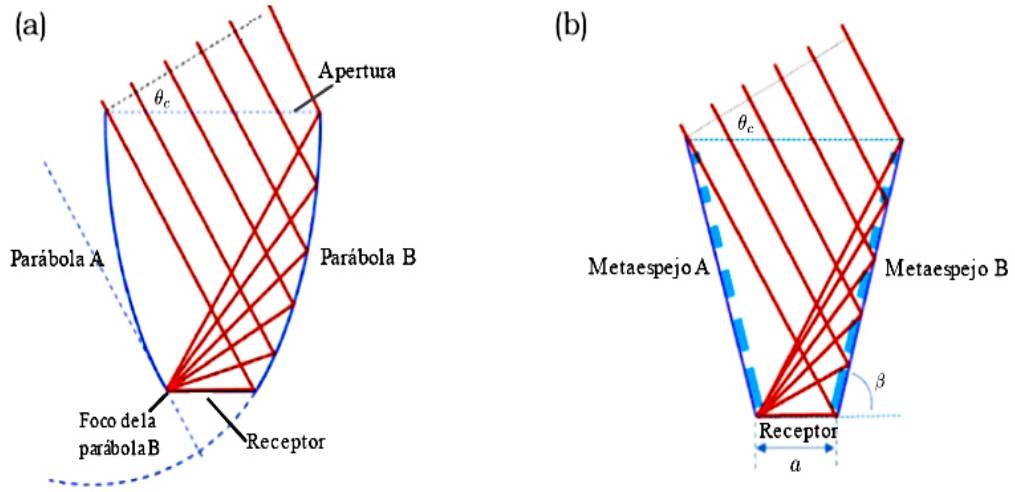 (a)
Apertura
θc
Parábola A
Parábola B
Foco de la
parábola B
Receptor
(b)
θc
Metaespejo A
Metaespejo B
β
Receptor
a